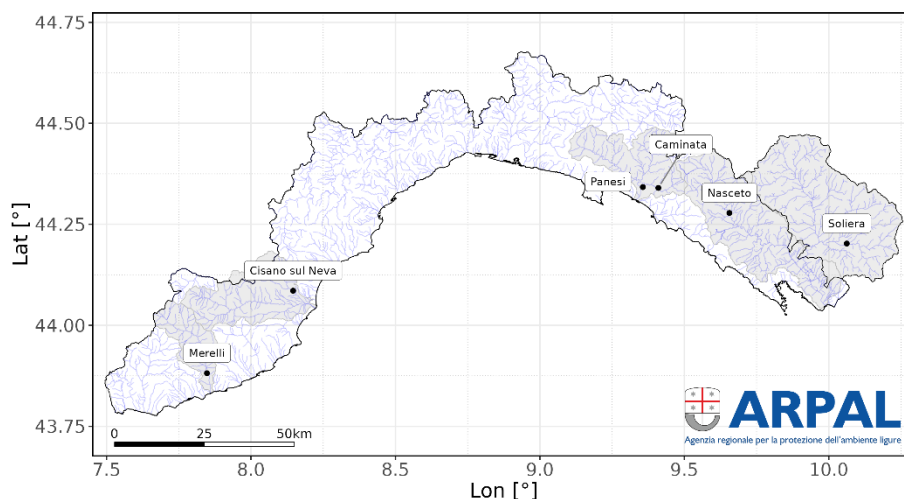 44.75
44.50
44.25
44.00
43.75
Lat [°]
Caminata
Panesi
Nasceto
Soliera
Cisano sul Neva
Merelli
ARPAL
Agenzia regionale per la protezione dell'ambiente ligure
0 25 50km
7.5 8.0 8.5 9.0 9.5 10.0
Lon [°]